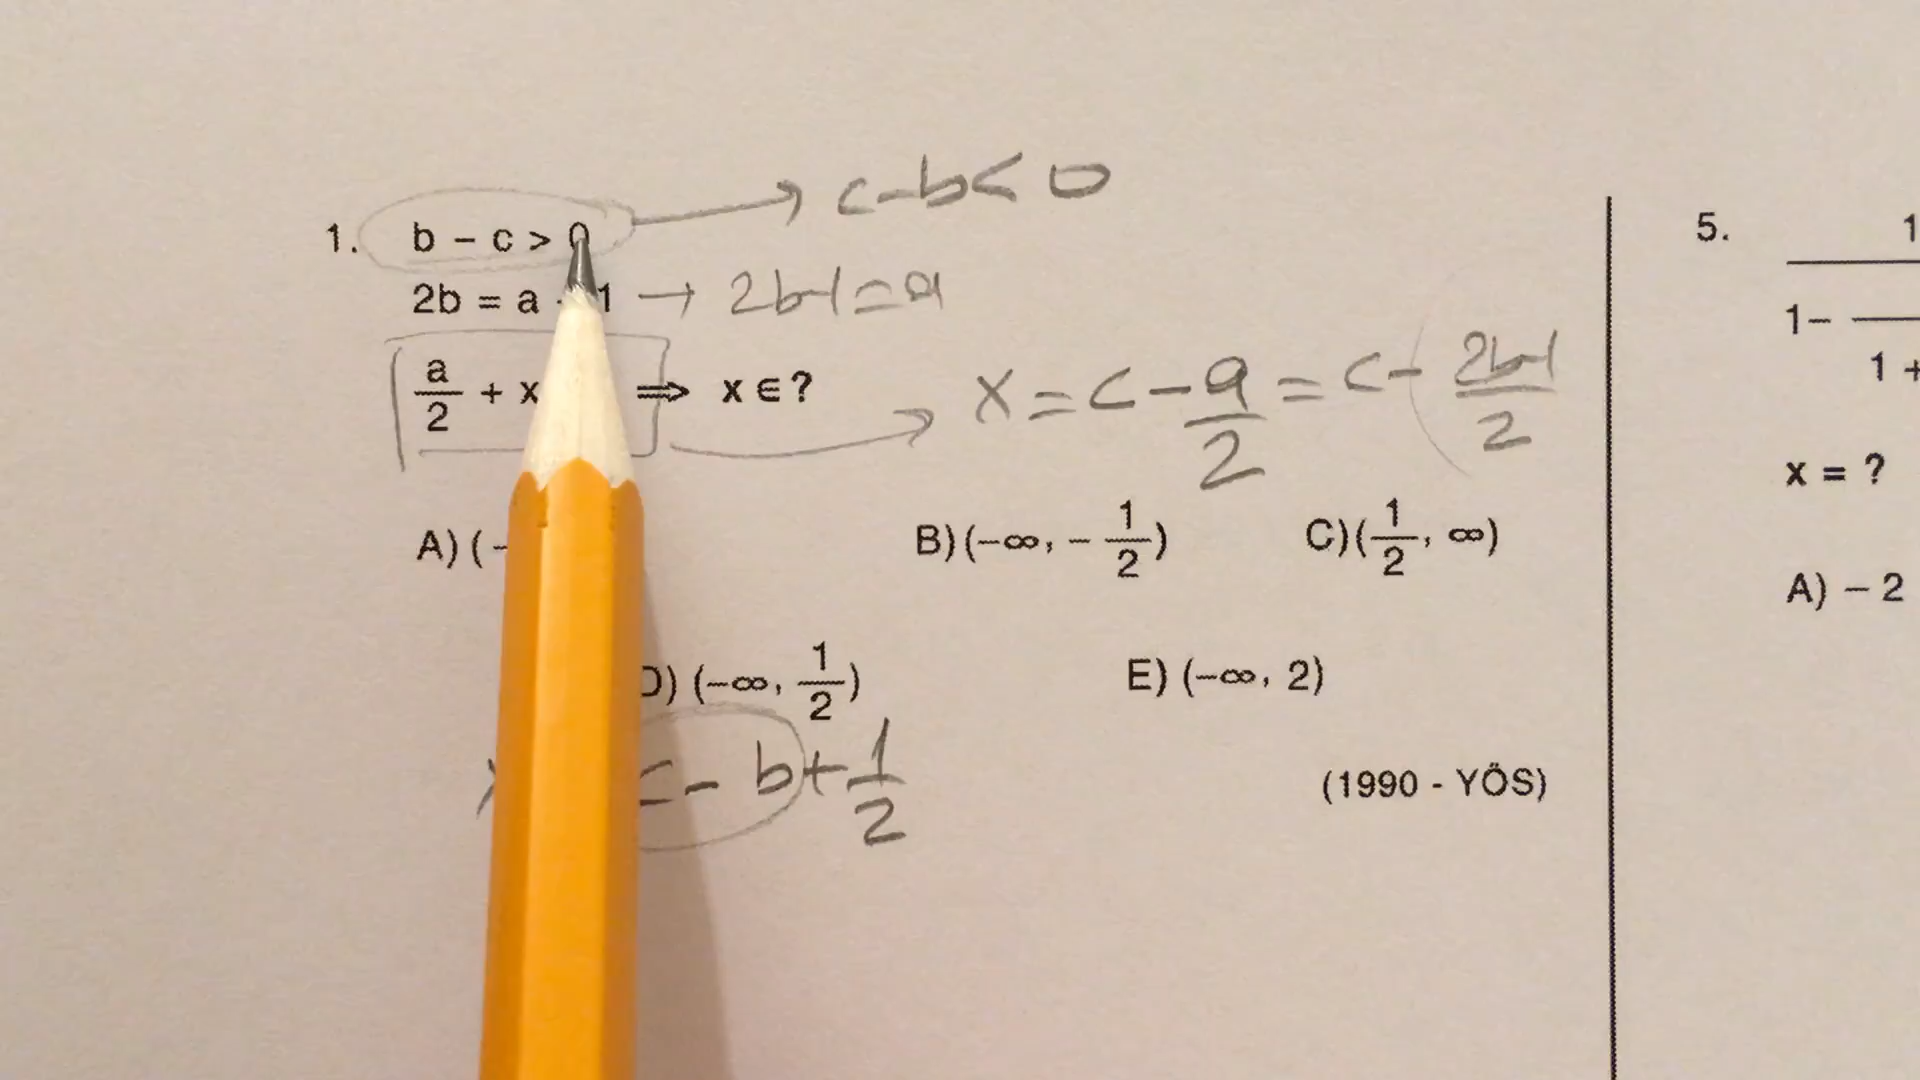 c-b< 0
1. b – c > 0
2b = a 1 → 2b-1=a
a/2 + x ⇒ x ∈ ?
x = c - a/2 = c - 2b-1/2
A) (- B) (–∞, – 1/2) C) (1/2, ∞)
D) (–∞, 1/2) E) (–∞, 2)
c - b + 1/2
(1990 - YÖS)
5. 1
1–
1 +
x = ?
A) – 2